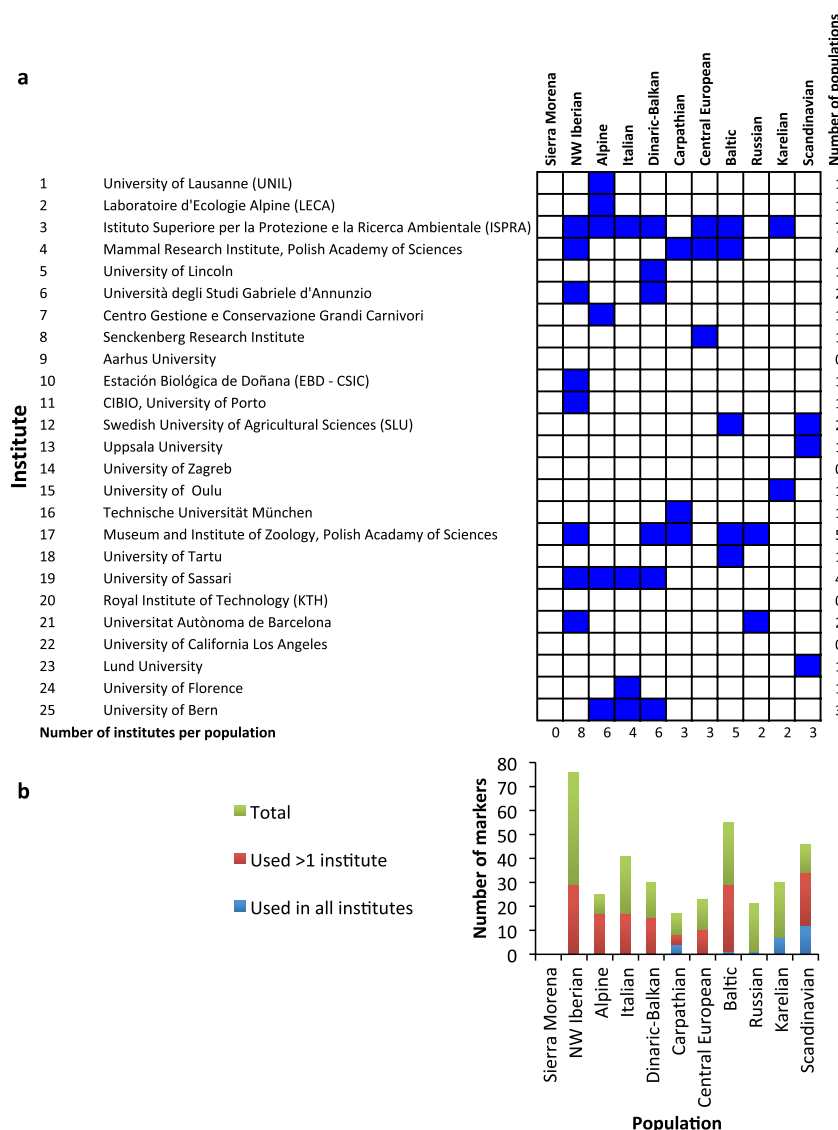 a
Sierra Morena
NW Iberian
Alpine
Italian
Dinaric-Balkan
Carpathian
Central European
Baltic
Russian
Karelian
Scandinavian
Number of populations
Institute
1 University of Lausanne (UNIL)
2 Laboratoire d'Ecologie Alpine (LECA)
3 Istituto Superiore per la Protezione e la Ricerca Ambientale (ISPRA)
4 Mammal Research Institute, Polish Academy of Sciences 4
5 University of Lincoln
6 Università degli Studi Gabriele d'Annunzio
7 Centro Gestione e Conservazione Grandi Carnivori
8 Senckenberg Research Institute
9 Aarhus University
10 Estación Biológica de Doñana (EBD - CSIC)
11 CIBIO, University of Porto
12 Swedish University of Agricultural Sciences (SLU)
13 Uppsala University
14 University of Zagreb
15 University of Oulu
16 Technische Universität München
17 Museum and Institute of Zoology, Polish Acadamy of Sciences 5
18 University of Tartu
19 University of Sassari 4
20 Royal Institute of Technology (KTH)
21 Universitat Autònoma de Barcelona
22 University of California Los Angeles
23 Lund University
24 University of Florence
25 University of Bern
Number of institutes per population 0 8 6 4 6 3 3 5 2 2 3
b
Total
Used >1 institute
Used in all institutes
Number of markers
80
70
60
50
40
30
20
10
0
Sierra Morena
NW Iberian
Alpine
Italian
Dinaric-Balkan
Carpathian
Central European
Baltic
Russian
Karelian
Scandinavian
Population